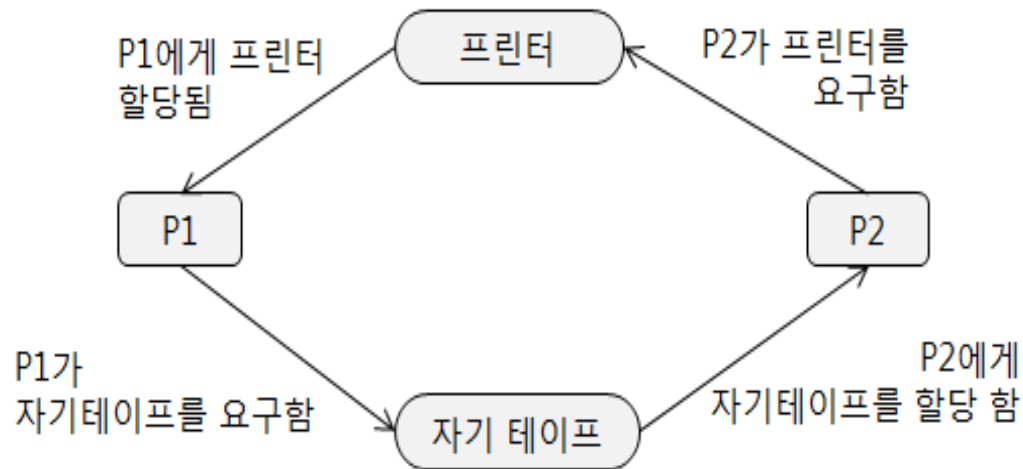 프린터
P1에게 프린터
할당됨
P2가 프린터를
요구함
P1
P2
P1가
자기테이프를 요구함
P2에게
자기테이프를 할당 함
자기 테이프